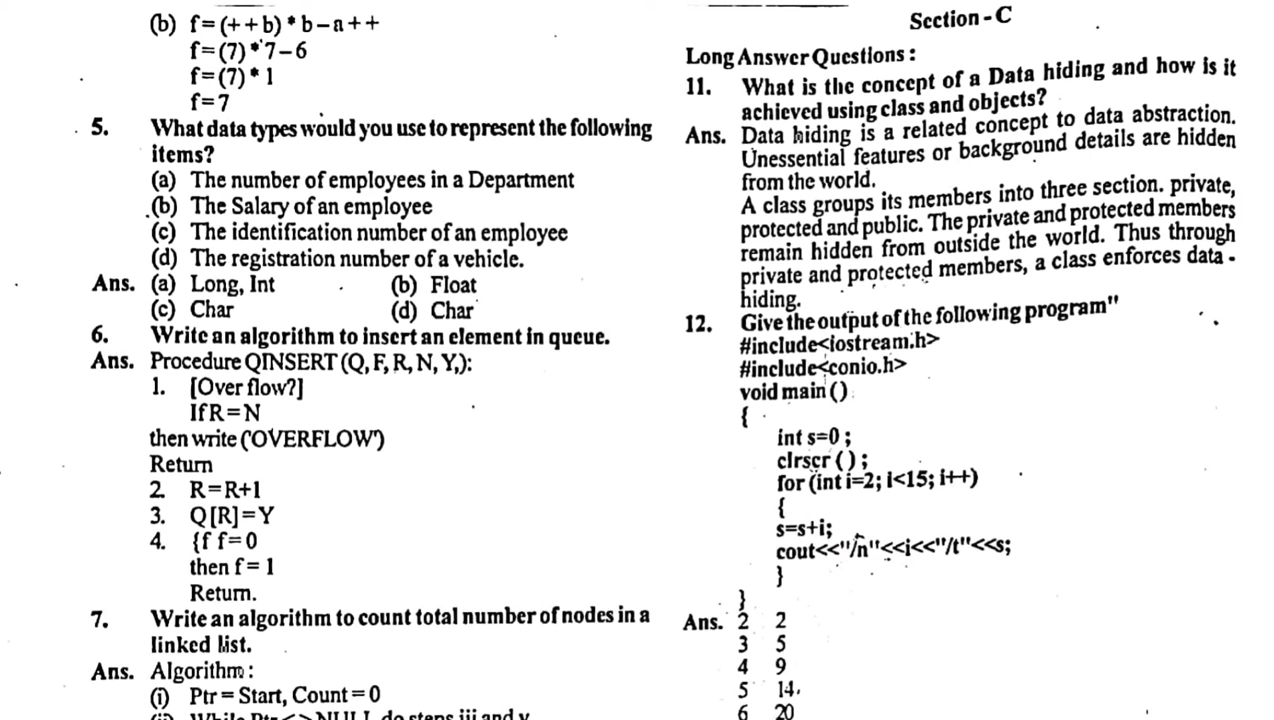 (b) f=(++b)*b-a++
f=(7)*7-6
f=(7)*1
f=7
5. What data types would you use to represent the following
items?
(a) The number of employees in a Department
(b) The Salary of an employee
(c) The identification number of an employee
(d) The registration number of a vehicle.
Ans. (a) Long, Int (b) Float
(c) Char (d) Char
6. Write an algorithm to insert an element in queue.
Ans. Procedure QINSERT (Q, F, R, N, Y,):
1. [Over flow?]
If R=N
then write ('OVERFLOW')
Return
2. R=R+1
3. Q[R]=Y
4. {f f=0
then f=1
Return.
7. Write an algorithm to count total number of nodes in a
linked list.
Ans. Algorithm:
(i) Ptr=Start, Count=0
(ii) While Ptr<>NULL do steps iii and v
Section-C
Long Answer Questions:
11. What is the concept of a Data hiding and how is it
achieved using class and objects?
Ans. Data hiding is a related concept to data abstraction.
Unessential features or background details are hidden
from the world.
A class groups its members into three section. private,
protected and public. The private and protected members
remain hidden from outside the world. Thus through
private and protected members, a class enforces data-
hiding.
12. Give the output of the following program"
#include<iostream.h>
#include<conio.h>
void main()
{
int s=0;
clrscr();
for (int i=2; i<15; i++)
{
s=s+i;
cout<<"/n"<<i<<"/t"<<s;
}
}
Ans. 2 2
3 5
4 9
5 14
6 20